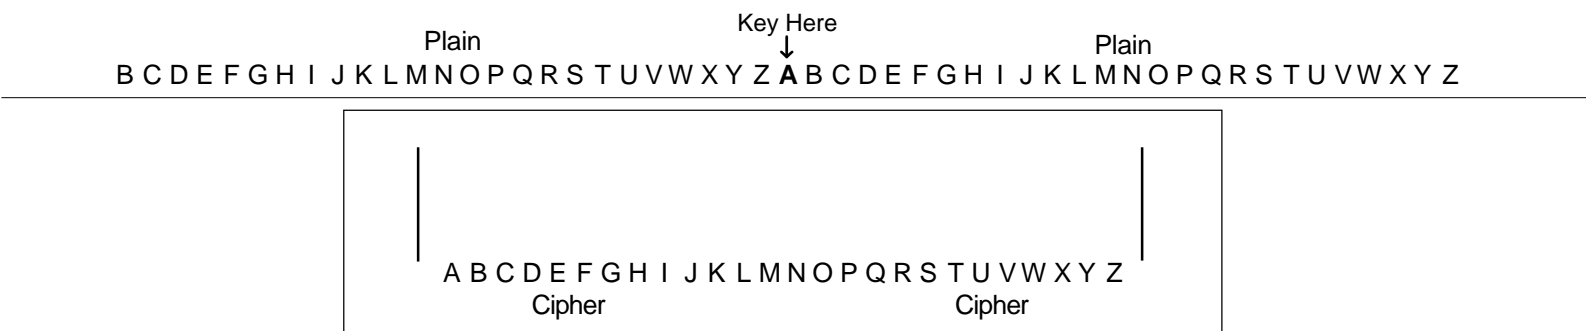 Key Here
Plain Plain
B C D E F G H I J K L M N O P Q R S T U V W X Y Z A B C D E F G H I J K L M N O P Q R S T U V W X Y Z
A B C D E F G H I J K L M N O P Q R S T U V W X Y Z
Cipher Cipher